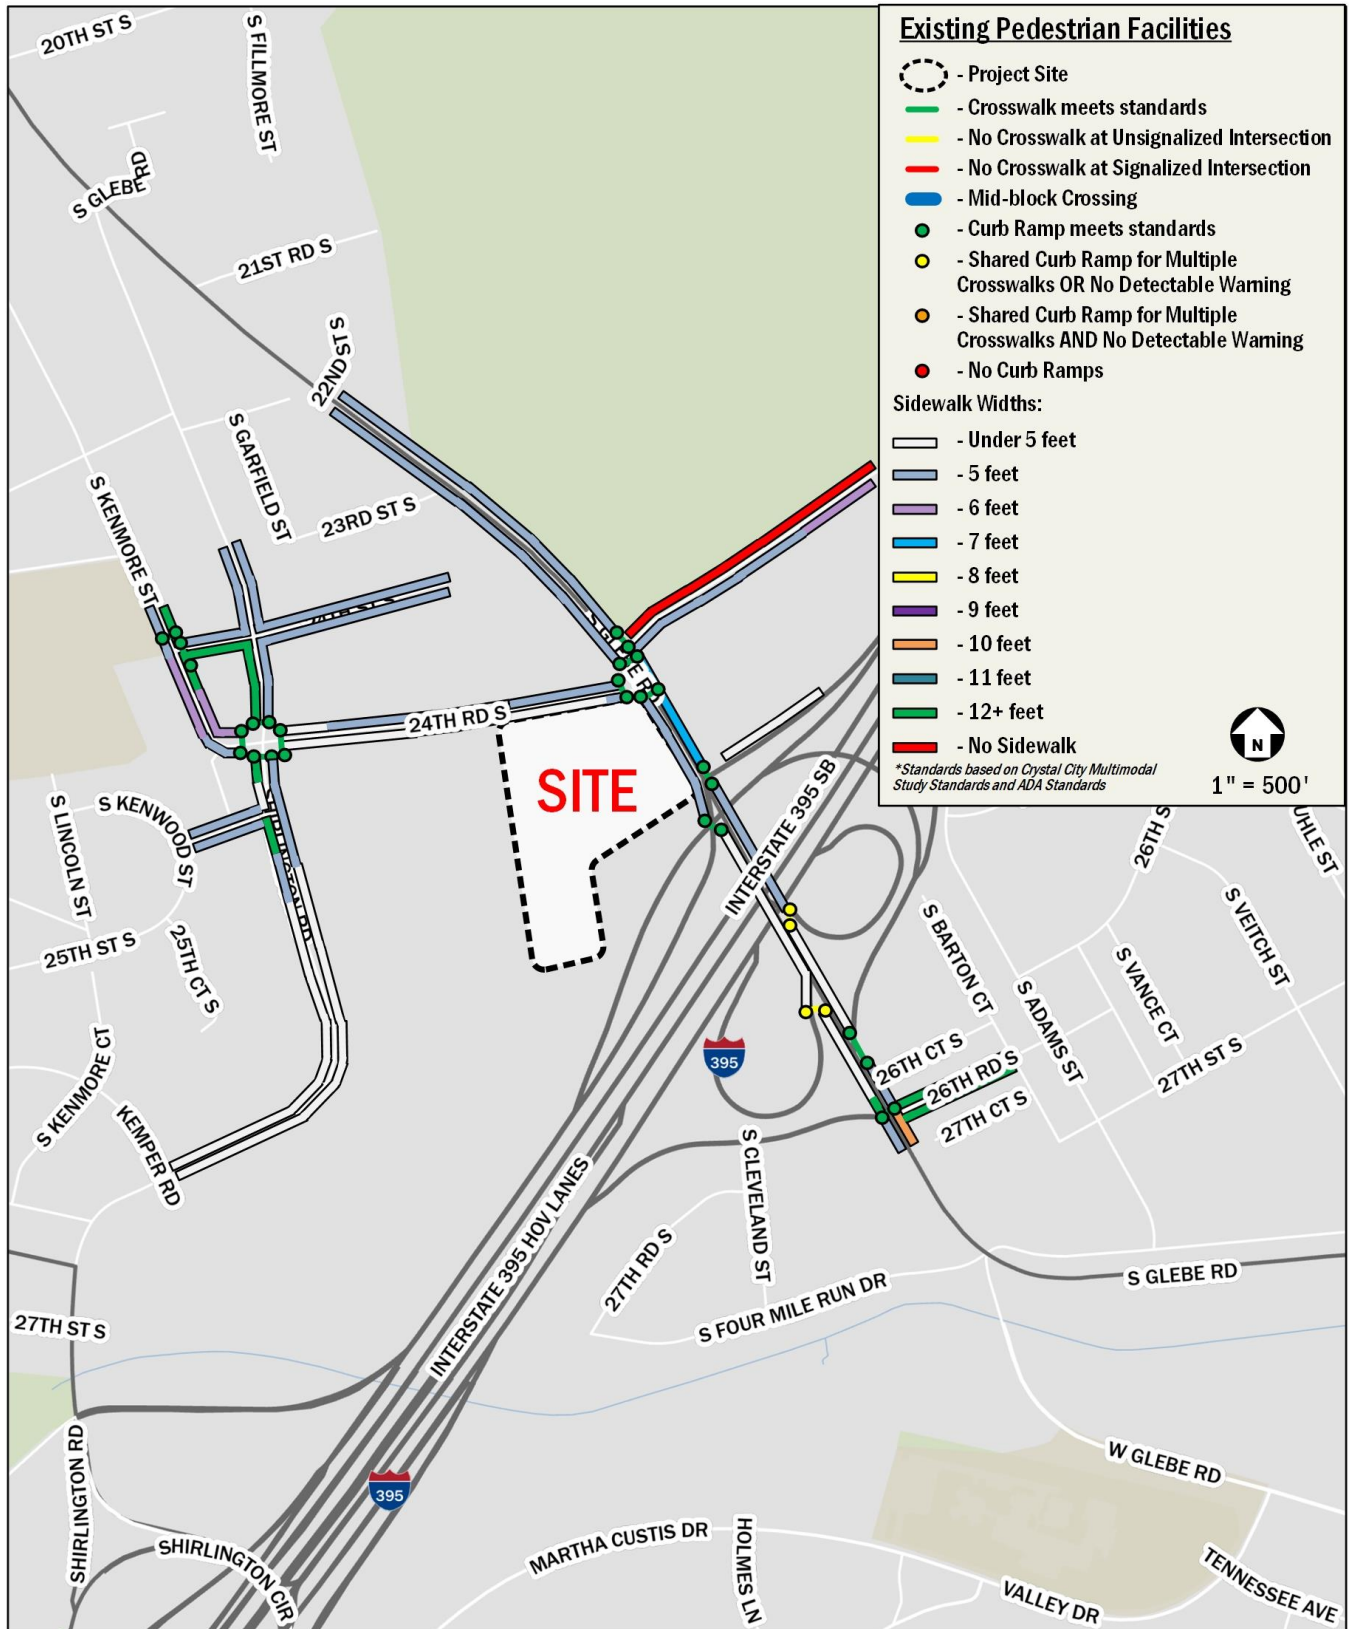 Existing Pedestrian Facilities
- Project Site
- Crosswalk meets standards
- No Crosswalk at Unsignalized Intersection
- No Crosswalk at Signalized Intersection
- Mid-block Crossing
- Curb Ramp meets standards
- Shared Curb Ramp for Multiple
Crosswalks OR No Detectable Warning
- Shared Curb Ramp for Multiple
Crosswalks AND No Detectable Warning
- No Curb Ramps
Sidewalk Widths:
- Under 5 feet
- 5 feet
- 6 feet
- 7 feet
- 8 feet
- 9 feet
- 10 feet
- 11 feet
- 12+ feet
- No Sidewalk
*Standards based on Crystal City Multimodal
Study Standards and ADA Standards
N
1" = 500'
20TH ST S
S FILLMORE ST
S GLEBE RD
21ST RD S
22ND ST S
S GARFIELD ST
23RD ST S
S KENMORE ST
24TH RD S
SITE
INTERSTATE 395 SB
S LINCOLN ST
S KENWOOD ST
25TH ST S
25TH CT S
S KENMORE CT
KEMPER RD
26TH S
UHLE ST
S VEITCH ST
S BARTON CT
S VANCE CT
S ADAMS ST
395
26TH CT S
26TH RD S
27TH CT S
27TH ST S
S CLEVELAND ST
INTERSTATE 395 HOV LANES
27TH RD S
S FOUR MILE RUN DR
S GLEBE RD
27TH ST S
SHIRLINGTON RD
395
SHIRLINGTON CIR
MARTHA CUSTIS DR
HOLMES LN
W GLEBE RD
VALLEY DR
TENNESSEE AVE